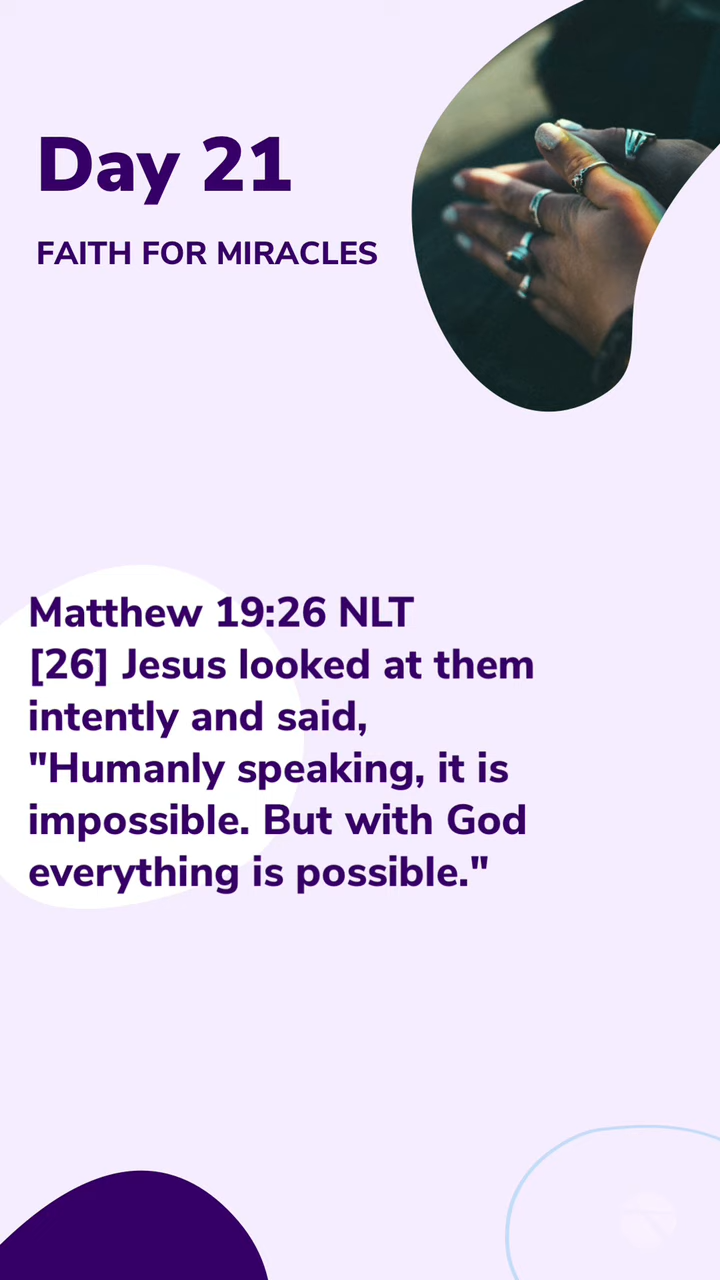 Day 21
FAITH FOR MIRACLES
Matthew 19:26 NLT
[26] Jesus looked at them
intently and said,
"Humanly speaking, it is
impossible. But with God
everything is possible."